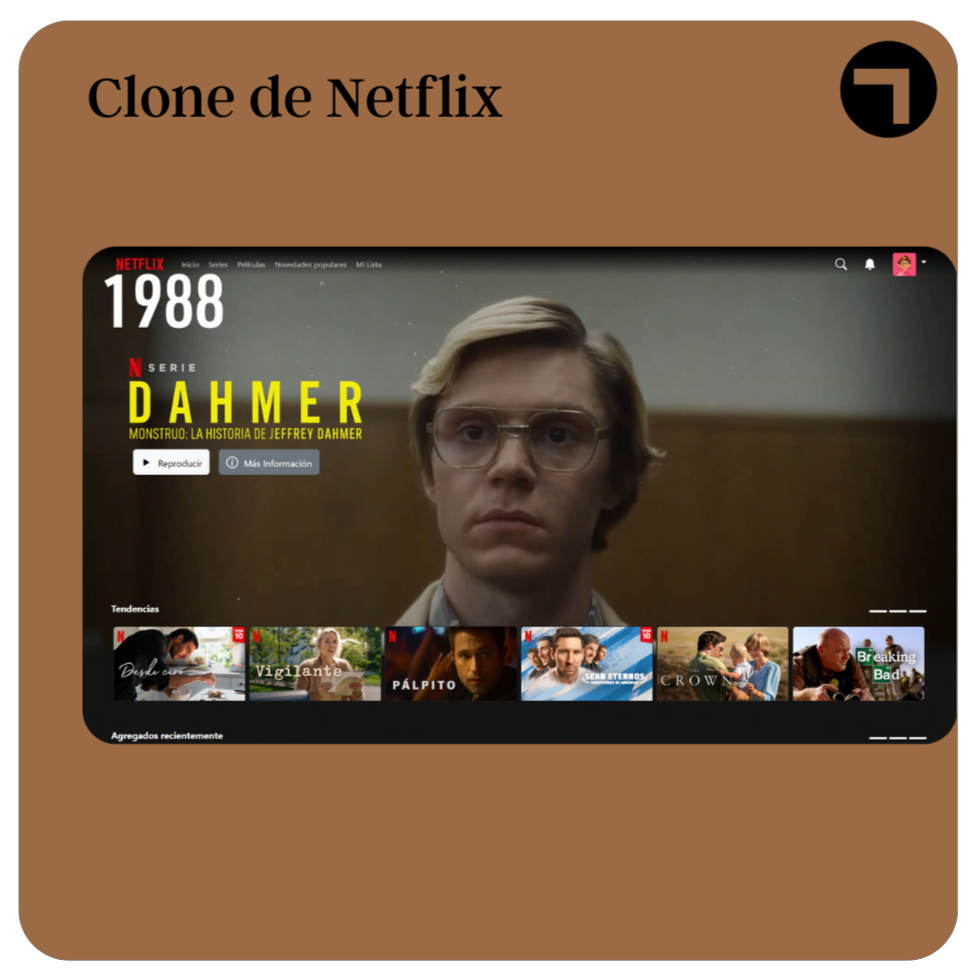 Clone de Netflix
NETFLIX Inicio Series Películas Novedades populares Mi Lista
1988
N SERIE
DAHMER
MONSTRUO: LA HISTORIA DE JEFFREY DAHMER
Reproducir Más Información
Tendencias
Desde cero Vigilante PÁLPITO SEAN ETERNOS THE CROWN Breaking Bad
Agregados recientemente